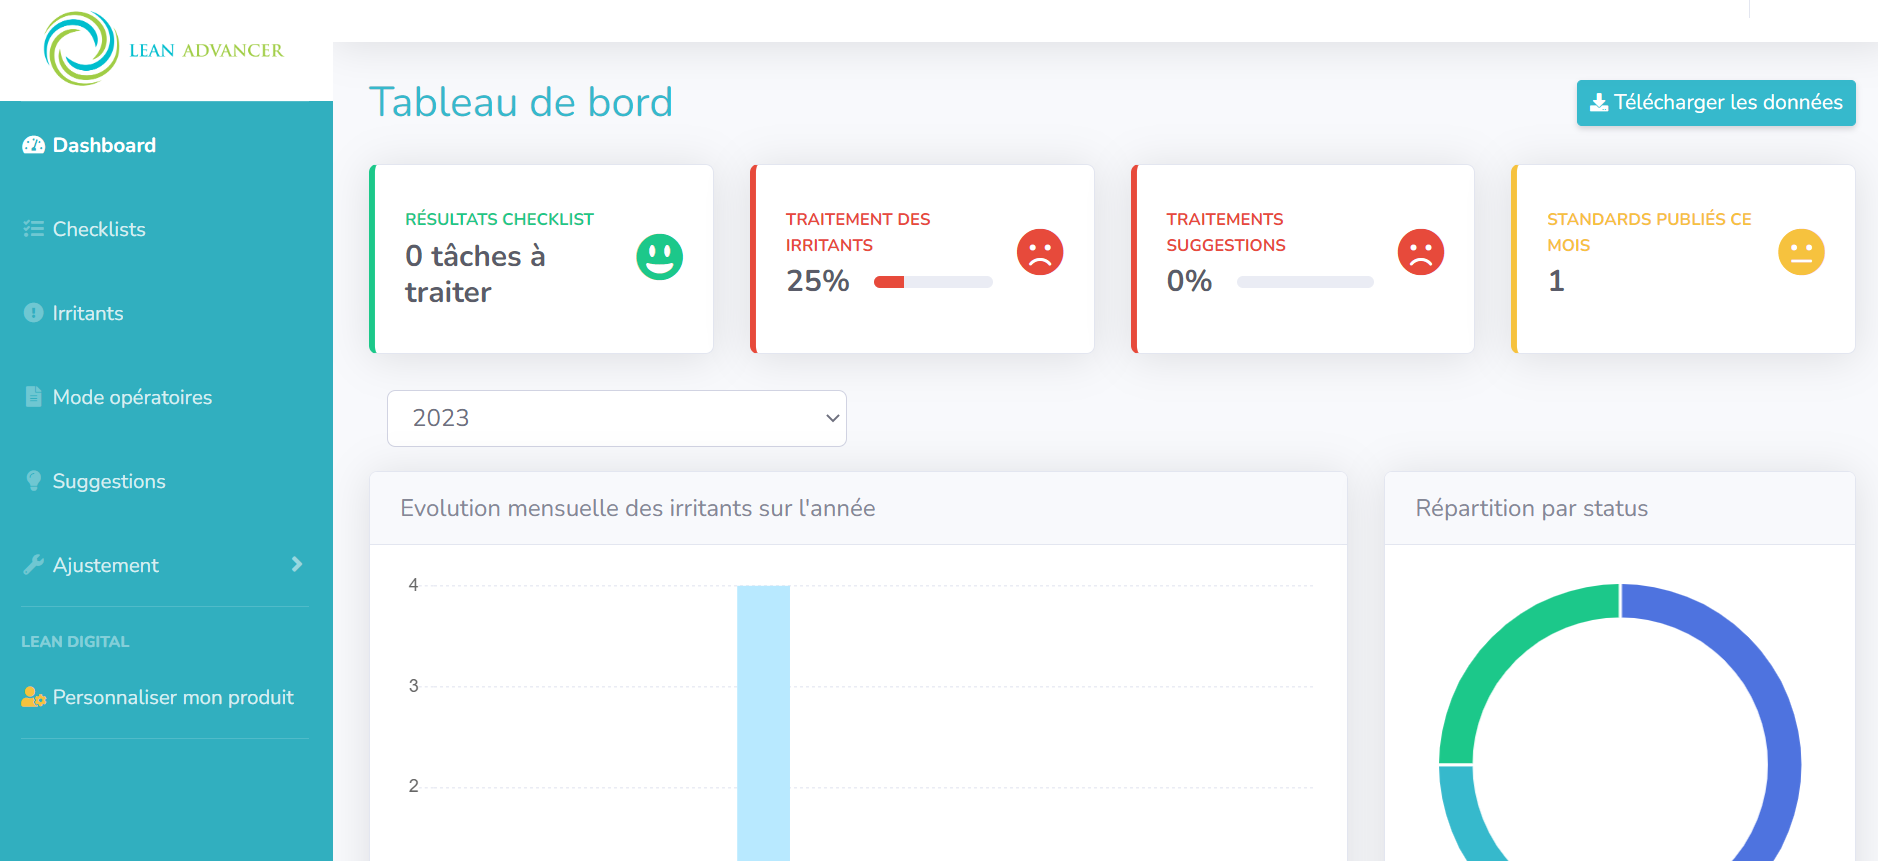 LEAN ADVANCER
Dashboard
Checklists
Irritants
Mode opératoires
Suggestions
Ajustement
LEAN DIGITAL
Personnaliser mon produit
Tableau de bord
Télécharger les données
RÉSULTATS CHECKLIST
0 tâches à
traiter
TRAITEMENT DES
IRRITANTS
25%
TRAITEMENTS
SUGGESTIONS
0%
STANDARDS PUBLIÉS CE
MOIS
1
2023
Evolution mensuelle des irritants sur l'année
4
3
2
Répartition par status